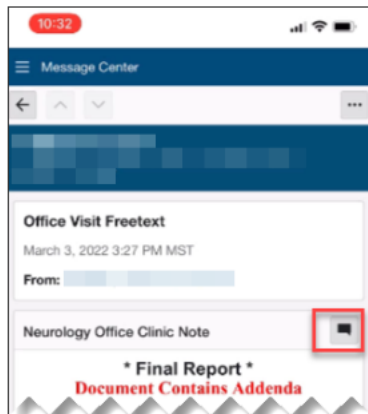 10:32
Message Center
Office Visit Freetext
March 3, 2022 3:27 PM MST
From:
Neurology Office Clinic Note
* Final Report *
Document Contains Addenda